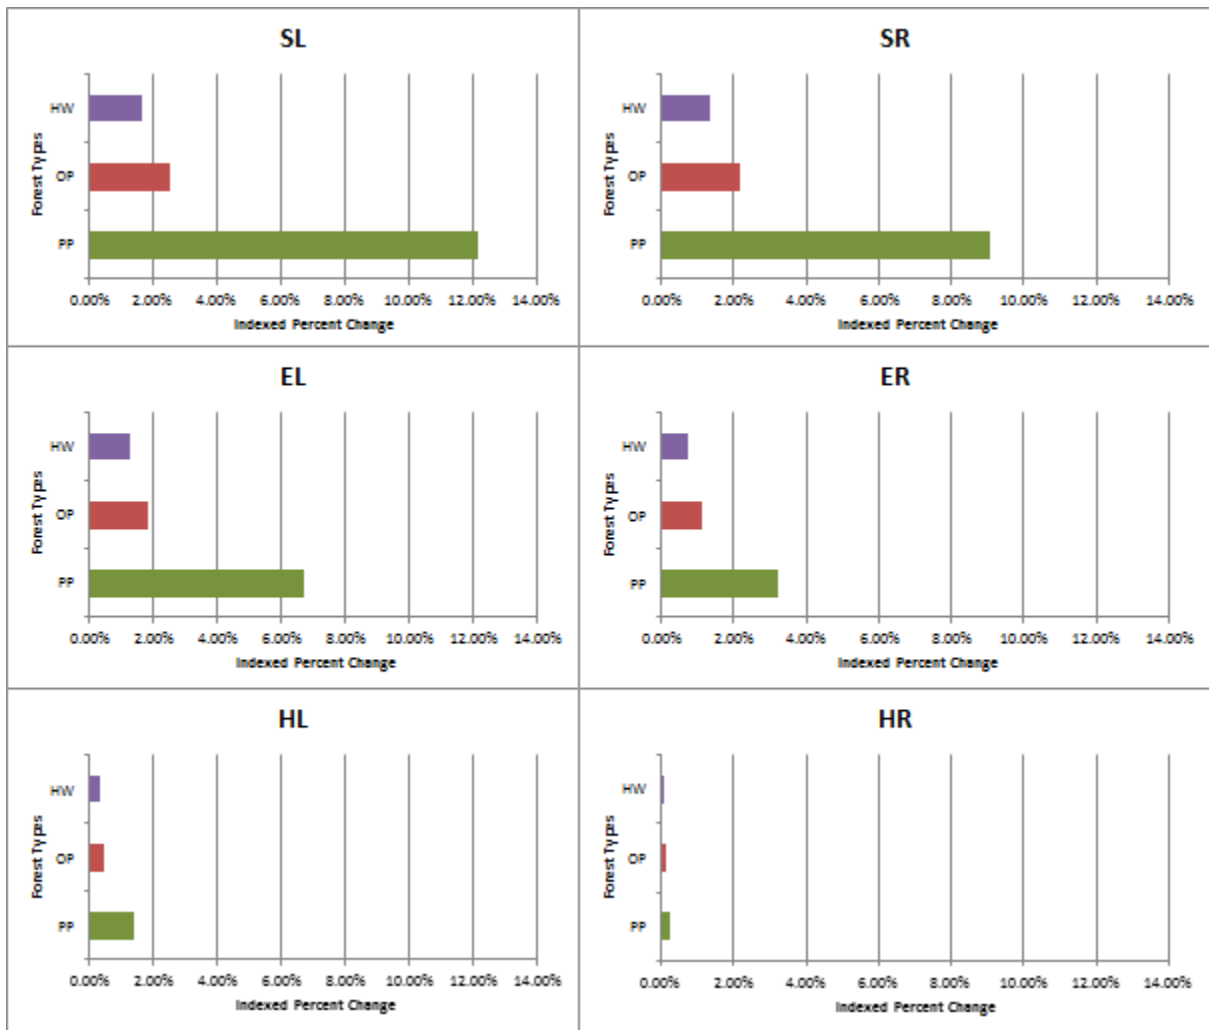 SL
Forest Types
HW
OP
PP
0.00% 2.00% 4.00% 6.00% 8.00% 10.00% 12.00% 14.00%
Indexed Percent Change
SR
Forest Types
HW
OP
PP
0.00% 2.00% 4.00% 6.00% 8.00% 10.00% 12.00% 14.00%
Indexed Percent Change
EL
Forest Types
HW
OP
PP
0.00% 2.00% 4.00% 6.00% 8.00% 10.00% 12.00% 14.00%
Indexed Percent Change
ER
Forest Types
HW
OP
PP
0.00% 2.00% 4.00% 6.00% 8.00% 10.00% 12.00% 14.00%
Indexed Percent Change
HL
Forest Types
HW
OP
PP
0.00% 2.00% 4.00% 6.00% 8.00% 10.00% 12.00% 14.00%
Indexed Percent Change
HR
Forest Types
HW
OP
PP
0.00% 2.00% 4.00% 6.00% 8.00% 10.00% 12.00% 14.00%
Indexed Percent Change